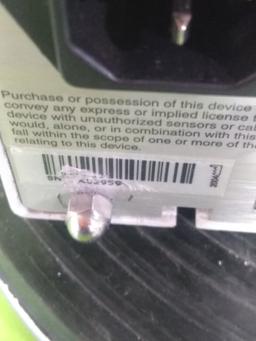 Purchase or possession of this device
convey any express or implied license
device with unauthorized sensors or ca
would, alone, or in combination with this
fall within the scope of one or more of th
relating to this device.
SN